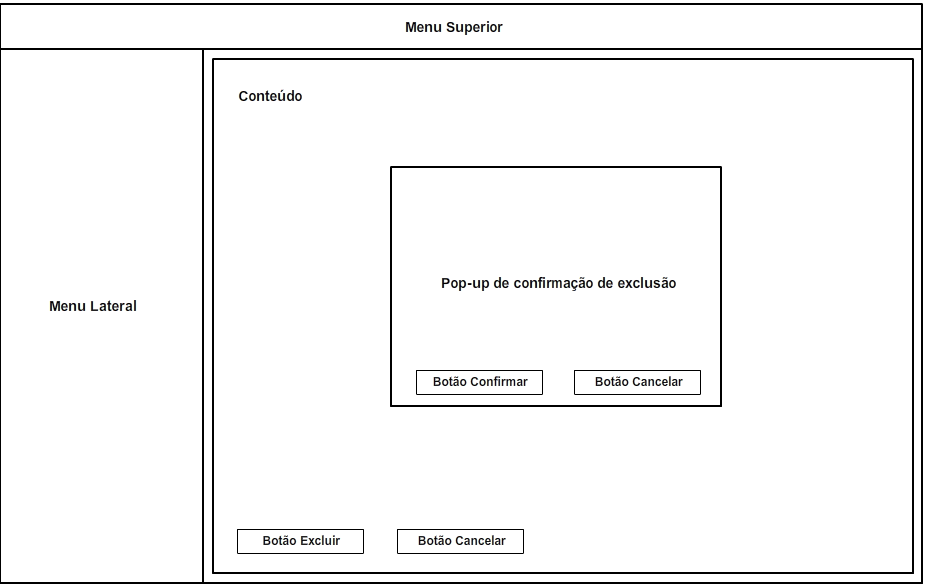 Menu Superior
Conteúdo
Menu Lateral
Pop-up de confirmação de exclusão
Botão Confirmar
Botão Cancelar
Botão Excluir
Botão Cancelar